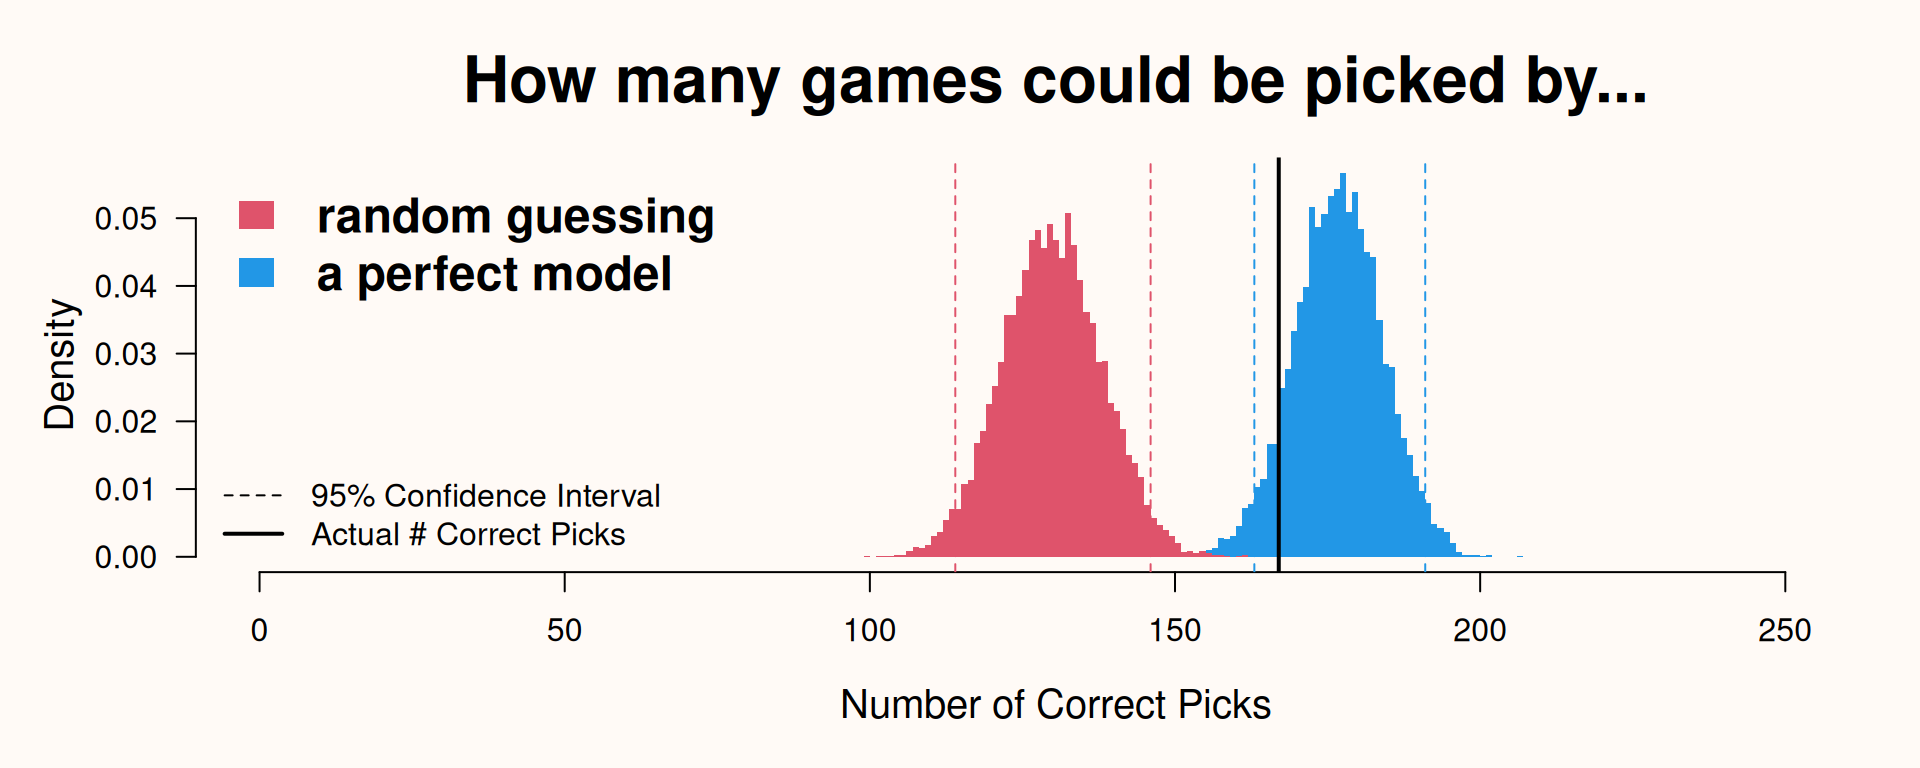 How many games could be picked by...
random guessing
a perfect model
95% Confidence Interval
Actual # Correct Picks
Density
0.05
0.04
0.03
0.02
0.01
0.00
0 50 100 150 200 250
Number of Correct Picks